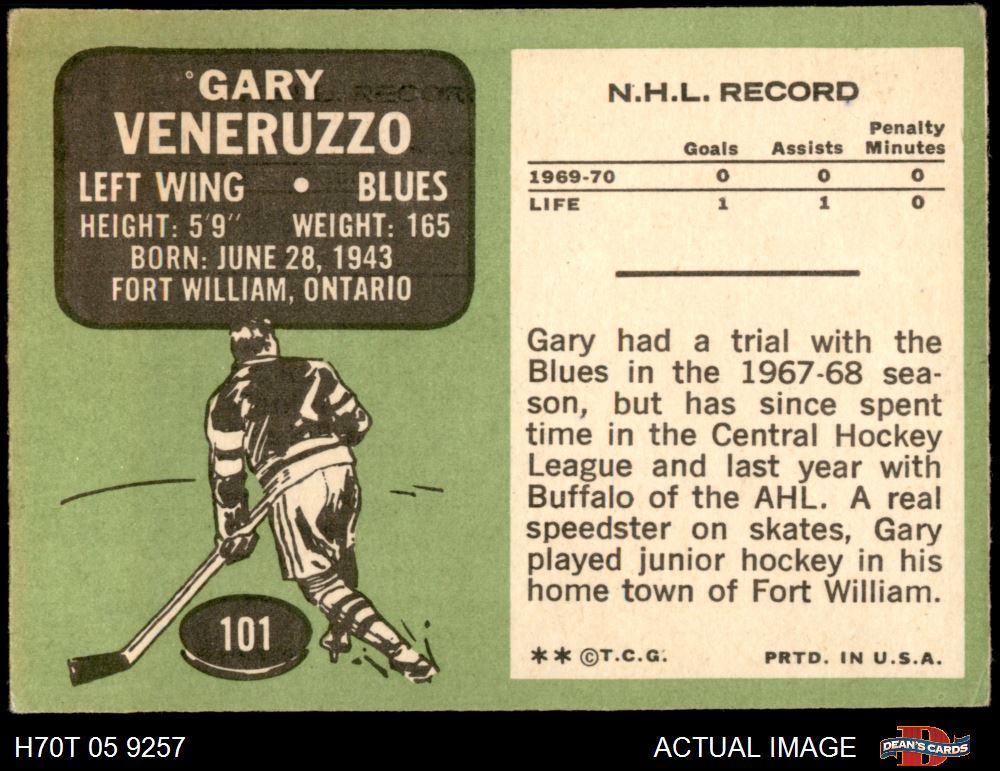 GARY
VENERUZZO
LEFT WING • BLUES
HEIGHT: 5'9" WEIGHT: 165
BORN: JUNE 28, 1943
FORT WILLIAM, ONTARIO
101
N.H.L. RECORD
Goals Assists Penalty Minutes
1969-70 0 0 0
LIFE 1 1 0
Gary had a trial with the
Blues in the 1967-68 sea-
son, but has since spent
time in the Central Hockey
League and last year with
Buffalo of the AHL. A real
speedster on skates, Gary
played junior hockey in his
home town of Fort William.
** ©T.C.G. PRTD. IN U.S.A.
H70T 05 9257 ACTUAL IMAGE DEAN'S CARDS